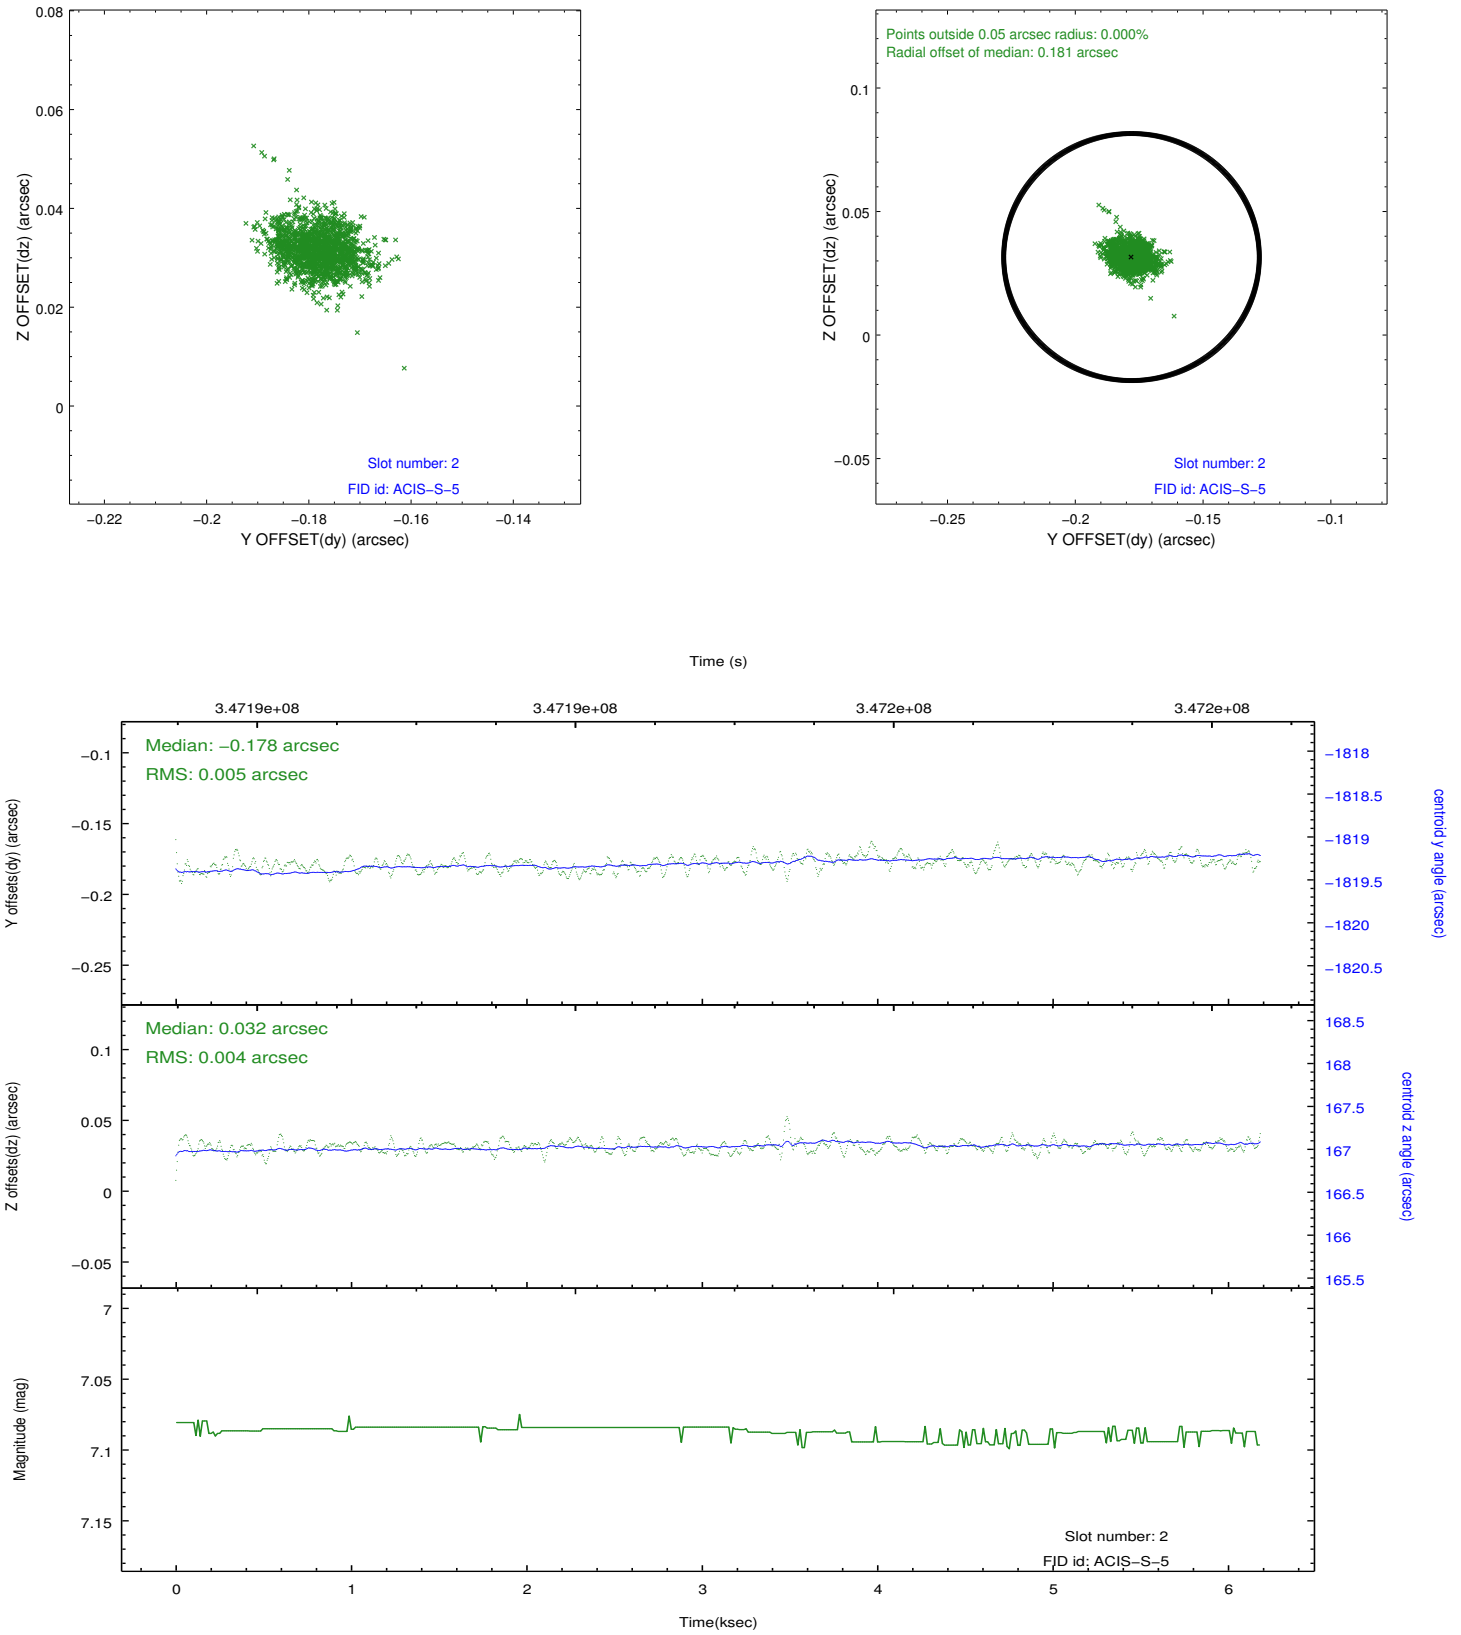 0.08
0.06
0.04
0.02
0
Z OFFSET(dz) (arcsec)
−0.22
−0.2
−0.18
−0.16
−0.14
Y OFFSET(dy) (arcsec)
Slot number: 2
FID id: ACIS−S−5
Points outside 0.05 arcsec radius: 0.000%
Radial offset of median: 0.181 arcsec
0.1
0.05
0
−0.05
Z OFFSET(dz) (arcsec)
−0.25
−0.2
−0.15
−0.1
Y OFFSET(dy) (arcsec)
Slot number: 2
FID id: ACIS−S−5
Time (s)
3.4719e+08
3.4719e+08
3.472e+08
3.472e+08
Median: −0.178 arcsec
RMS: 0.005 arcsec
−0.1
−0.15
−0.2
−0.25
Y offsets(dy) (arcsec)
−1818
−1818.5
−1819
−1819.5
−1820
−1820.5
centroid y angle (arcsec)
Median: 0.032 arcsec
RMS: 0.004 arcsec
0.1
0.05
0
−0.05
Z offsets(dz) (arcsec)
168.5
168
167.5
167
166.5
166
165.5
centroid z angle (arcsec)
7
7.05
7.1
7.15
Magnitude (mag)
Slot number: 2
FID id: ACIS−S−5
0
1
2
3
4
5
6
Time(ksec)